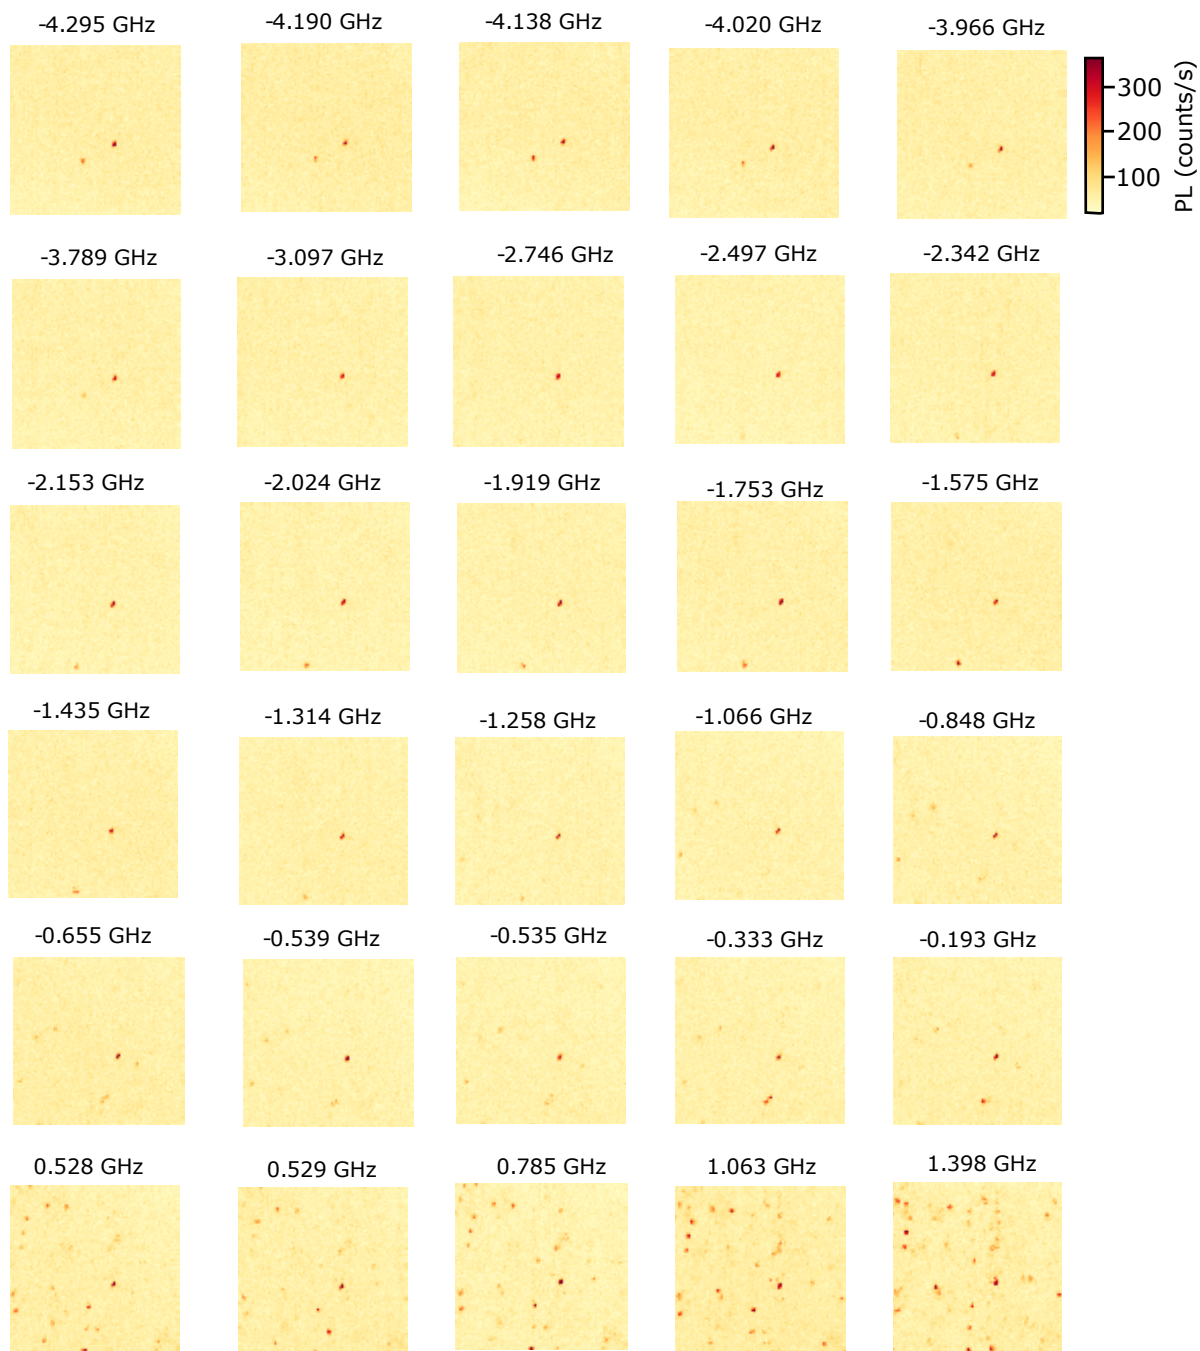 -4.295 GHz
-4.190 GHz
-4.138 GHz
-4.020 GHz
-3.966 GHz
300
200
100
PL (counts/s)
-3.789 GHz
-3.097 GHz
-2.746 GHz
-2.497 GHz
-2.342 GHz
-2.153 GHz
-2.024 GHz
-1.919 GHz
-1.753 GHz
-1.575 GHz
-1.435 GHz
-1.314 GHz
-1.258 GHz
-1.066 GHz
-0.848 GHz
-0.655 GHz
-0.539 GHz
-0.535 GHz
-0.333 GHz
-0.193 GHz
0.528 GHz
0.529 GHz
0.785 GHz
1.063 GHz
1.398 GHz